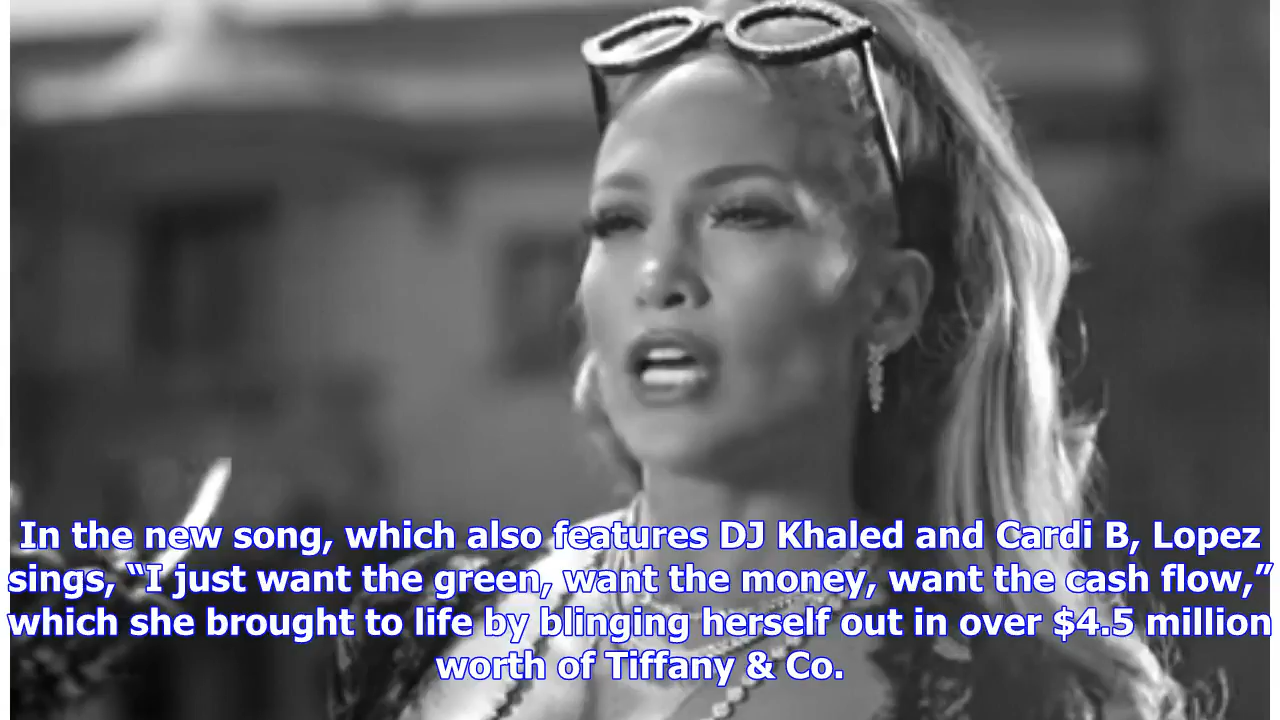 In the new song, which also features DJ Khaled and Cardi B, Lopez
sings, “I just want the green, want the money, want the cash flow,”
which she brought to life by blinging herself out in over $4.5 million
worth of Tiffany & Co.